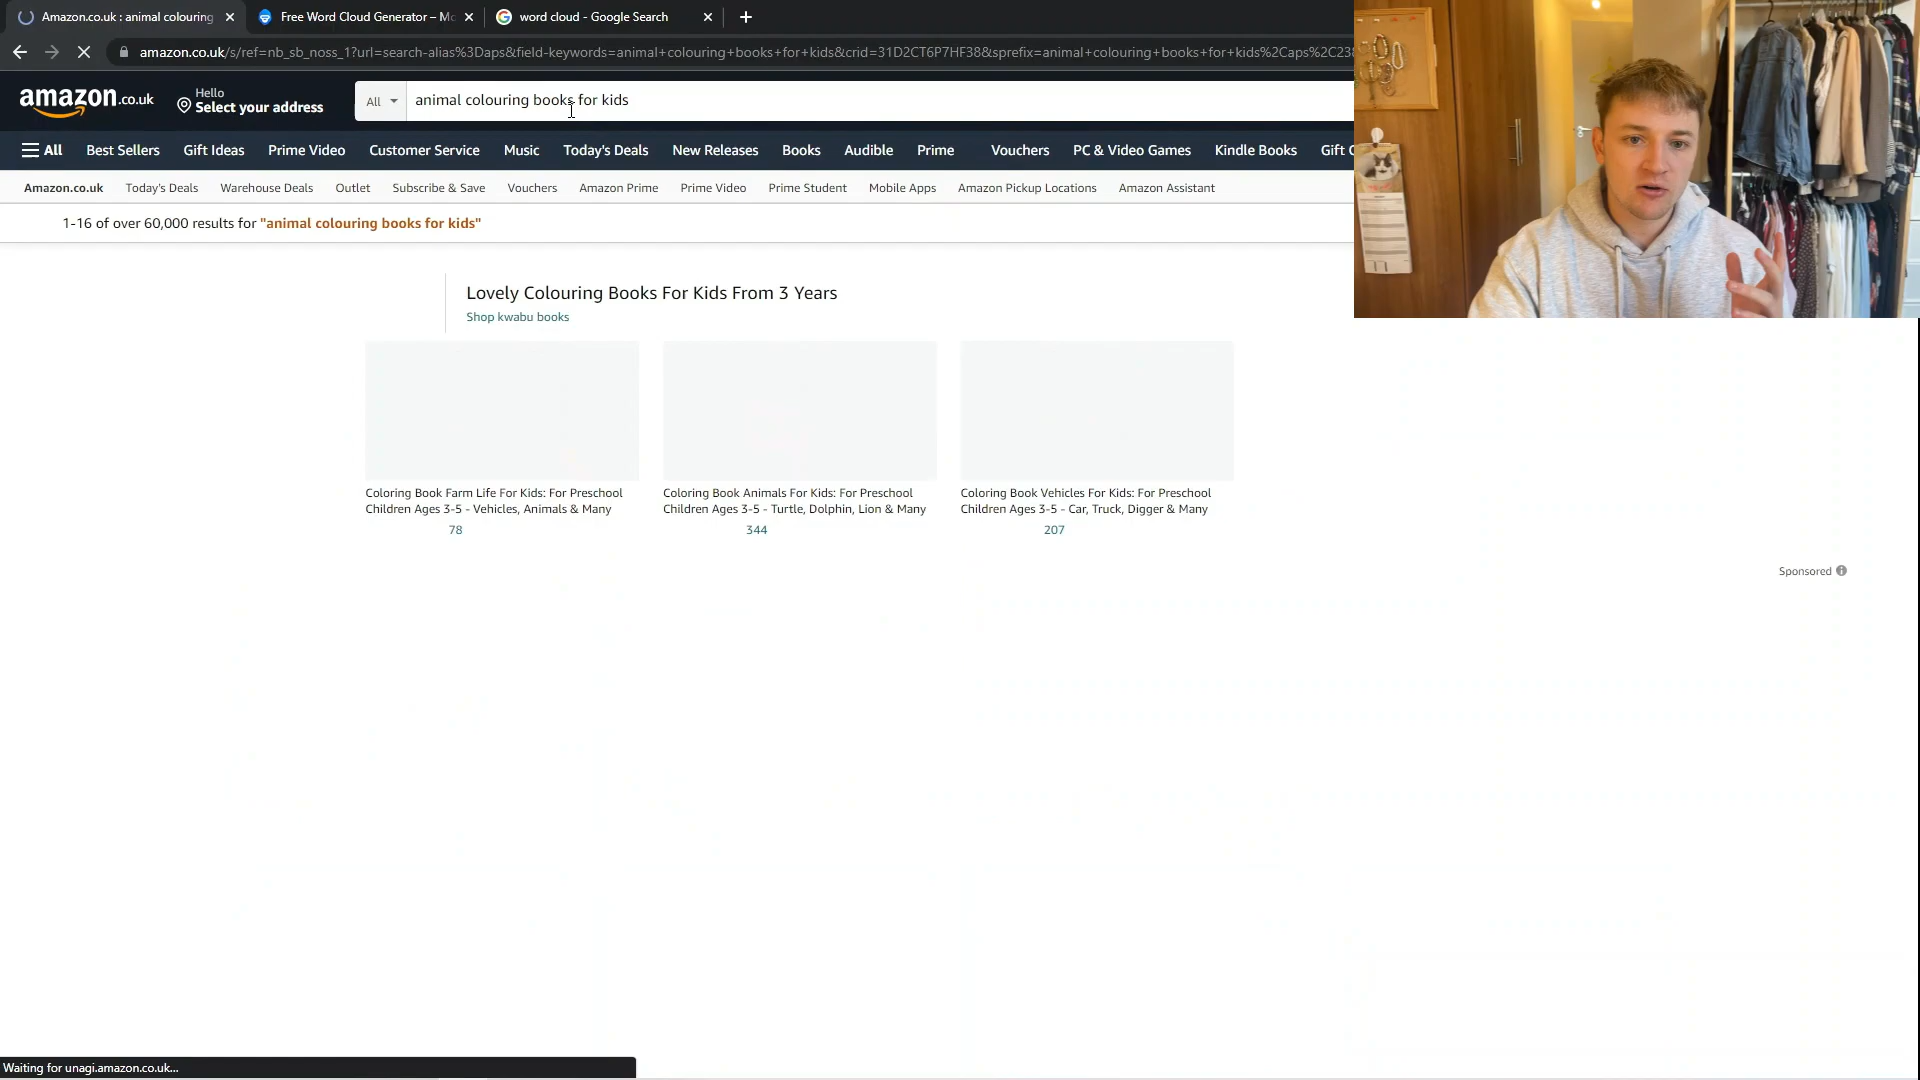 Amazon.co.uk : animal colouring
Free Word Cloud Generator – Mo
word cloud - Google Search
amazon.co.uk/s/ref=nb_sb_noss_1?url=search-alias%3Daps&field-keywords=animal+colouring+books+for+kids&crid=31D2CT6P7HF38&sprefix=animal+colouring+books+for+kids%2Caps%2C238
amazon.co.uk
Hello
Select your address
All
animal colouring books for kids
All
Best Sellers
Gift Ideas
Prime Video
Customer Service
Music
Today's Deals
New Releases
Books
Audible
Prime
Vouchers
PC & Video Games
Kindle Books
Gift
Amazon.co.uk
Today's Deals
Warehouse Deals
Outlet
Subscribe & Save
Vouchers
Amazon Prime
Prime Video
Prime Student
Mobile Apps
Amazon Pickup Locations
Amazon Assistant
1-16 of over 60,000 results for "animal colouring books for kids"
Lovely Colouring Books For Kids From 3 Years
Shop kwabu books
Coloring Book Farm Life For Kids: For Preschool
Children Ages 3-5 - Vehicles, Animals & Many
78
Coloring Book Animals For Kids: For Preschool
Children Ages 3-5 - Turtle, Dolphin, Lion & Many
344
Coloring Book Vehicles For Kids: For Preschool
Children Ages 3-5 - Car, Truck, Digger & Many
207
Sponsored
Waiting for unagi.amazon.co.uk...